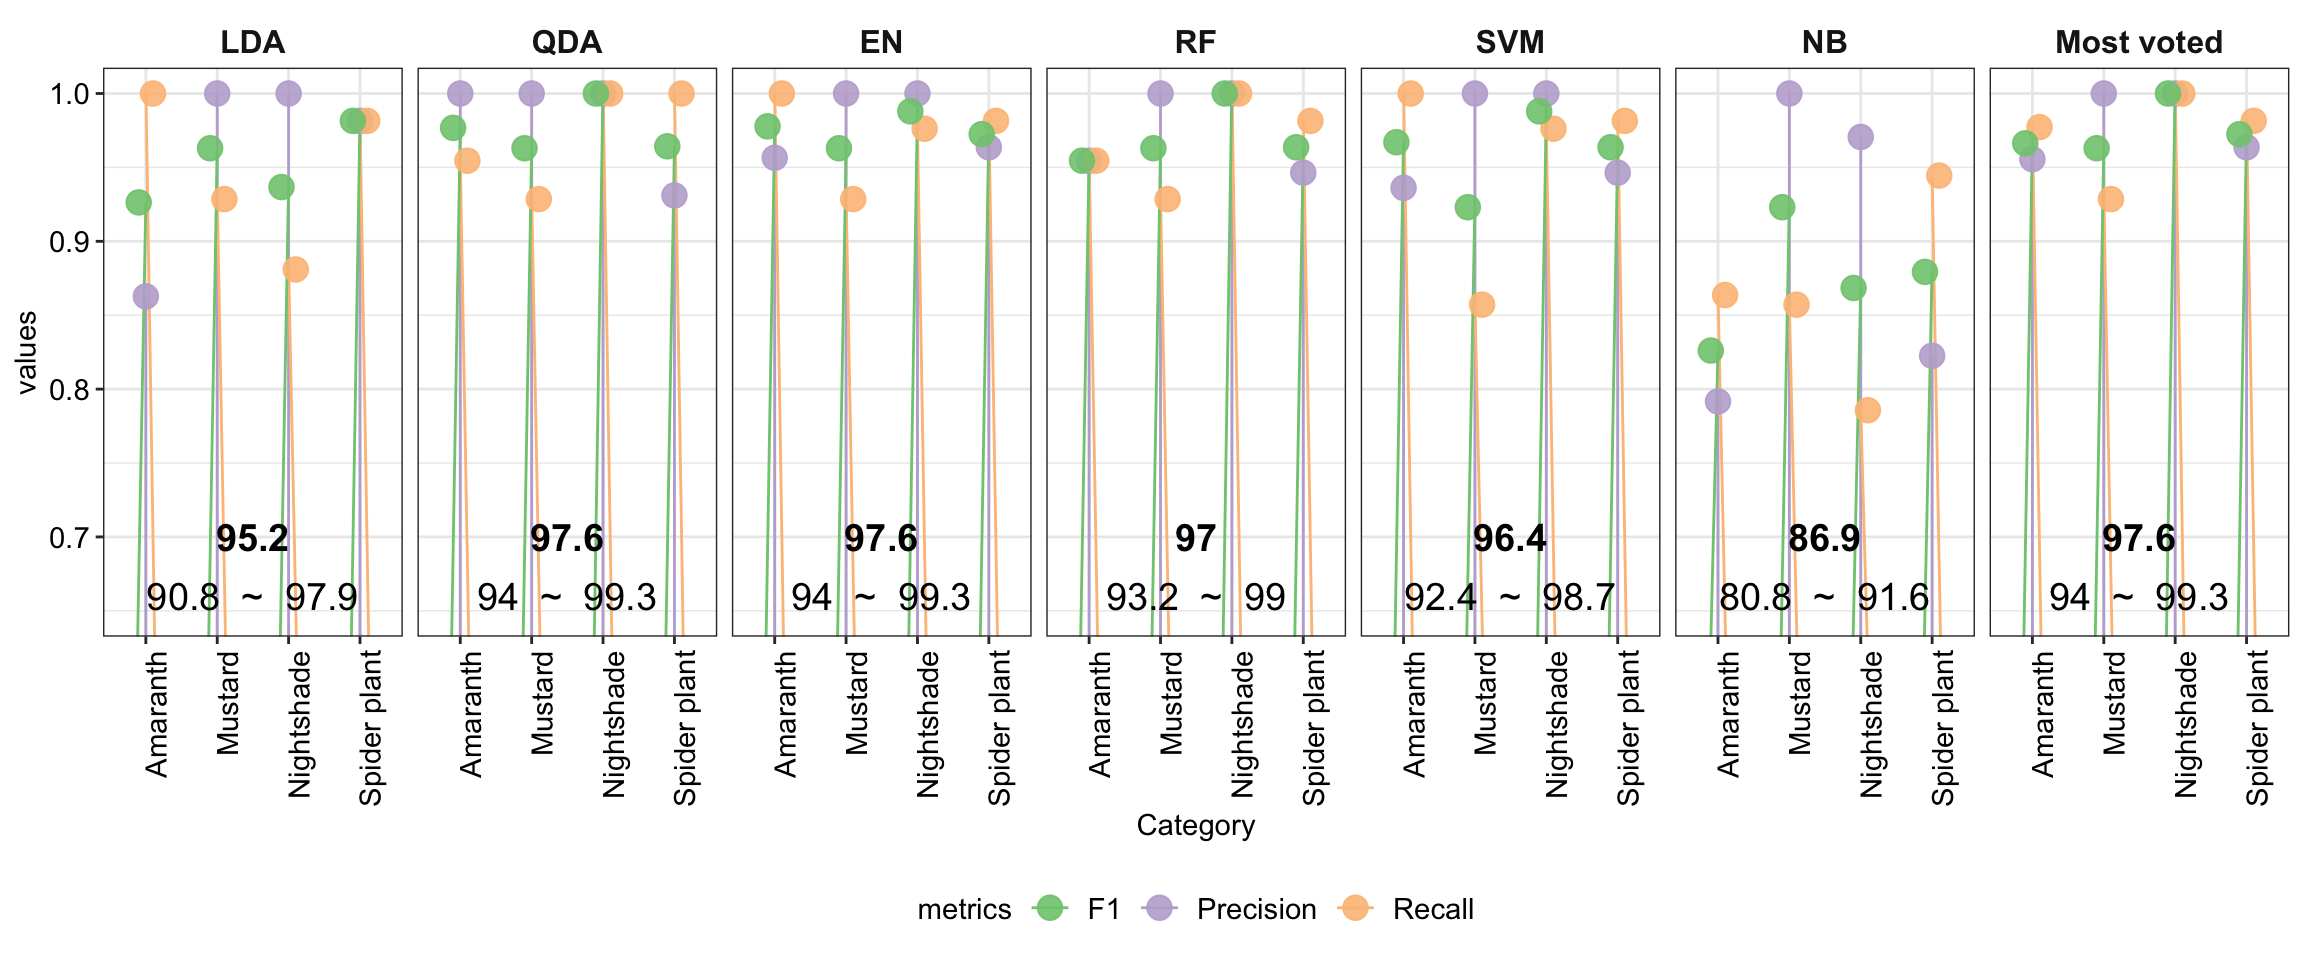 LDA QDA EN RF SVM NB Most voted
1.0
0.9
0.8
0.7
values
95.2 97.6 97.6 97 96.4 86.9 97.6
90.8 ~ 97.9 94 ~ 99.3 94 ~ 99.3 93.2 ~ 99 92.4 ~ 98.7 80.8 ~ 91.6 94 ~ 99.3
Amaranth Mustard Nightshade Spider plant Amaranth Mustard Nightshade Spider plant Amaranth Mustard Nightshade Spider plant Amaranth Mustard Nightshade Spider plant Amaranth Mustard Nightshade Spider plant Amaranth Mustard Nightshade Spider plant Amaranth Mustard Nightshade Spider plant
Category
metrics F1 Precision Recall